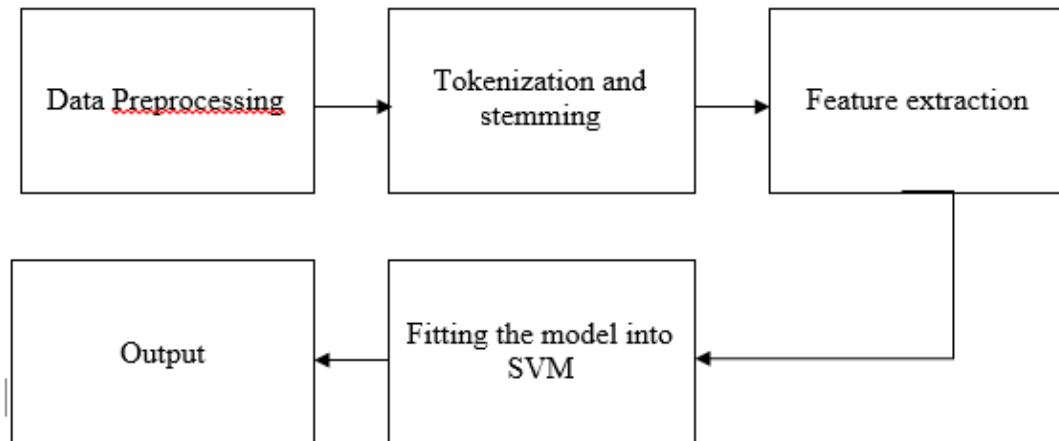 Data Preprocessing
Tokenization and
stemming
Feature extraction
Fitting the model into
SVM
Output